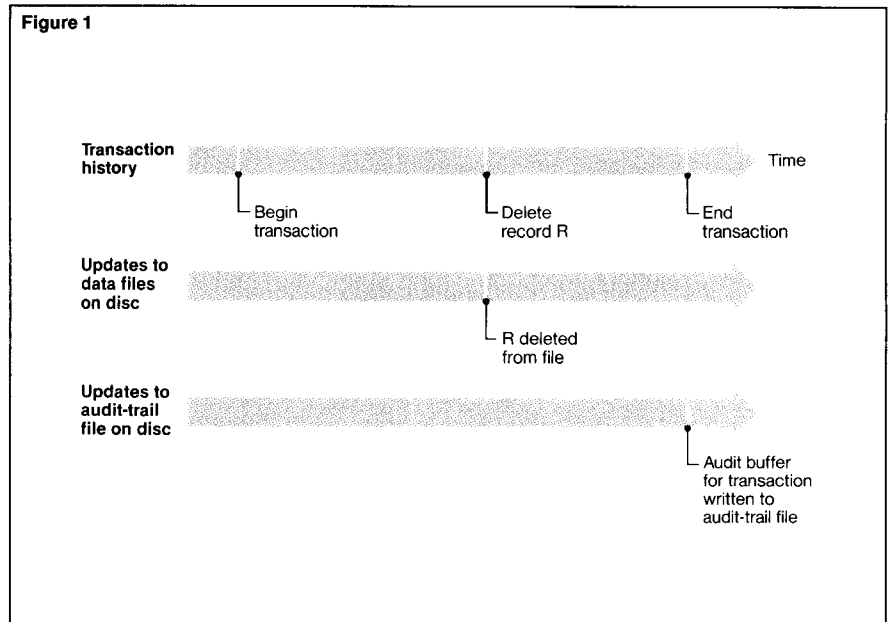 Figure 1
Transaction
history
Time
Begin
transaction
Delete
record R
End
transaction
Updates to
data files
on disc
R deleted
from file
Updates to
audit-trail
file on disc
Audit buffer
for transaction
written to
audit-trail file